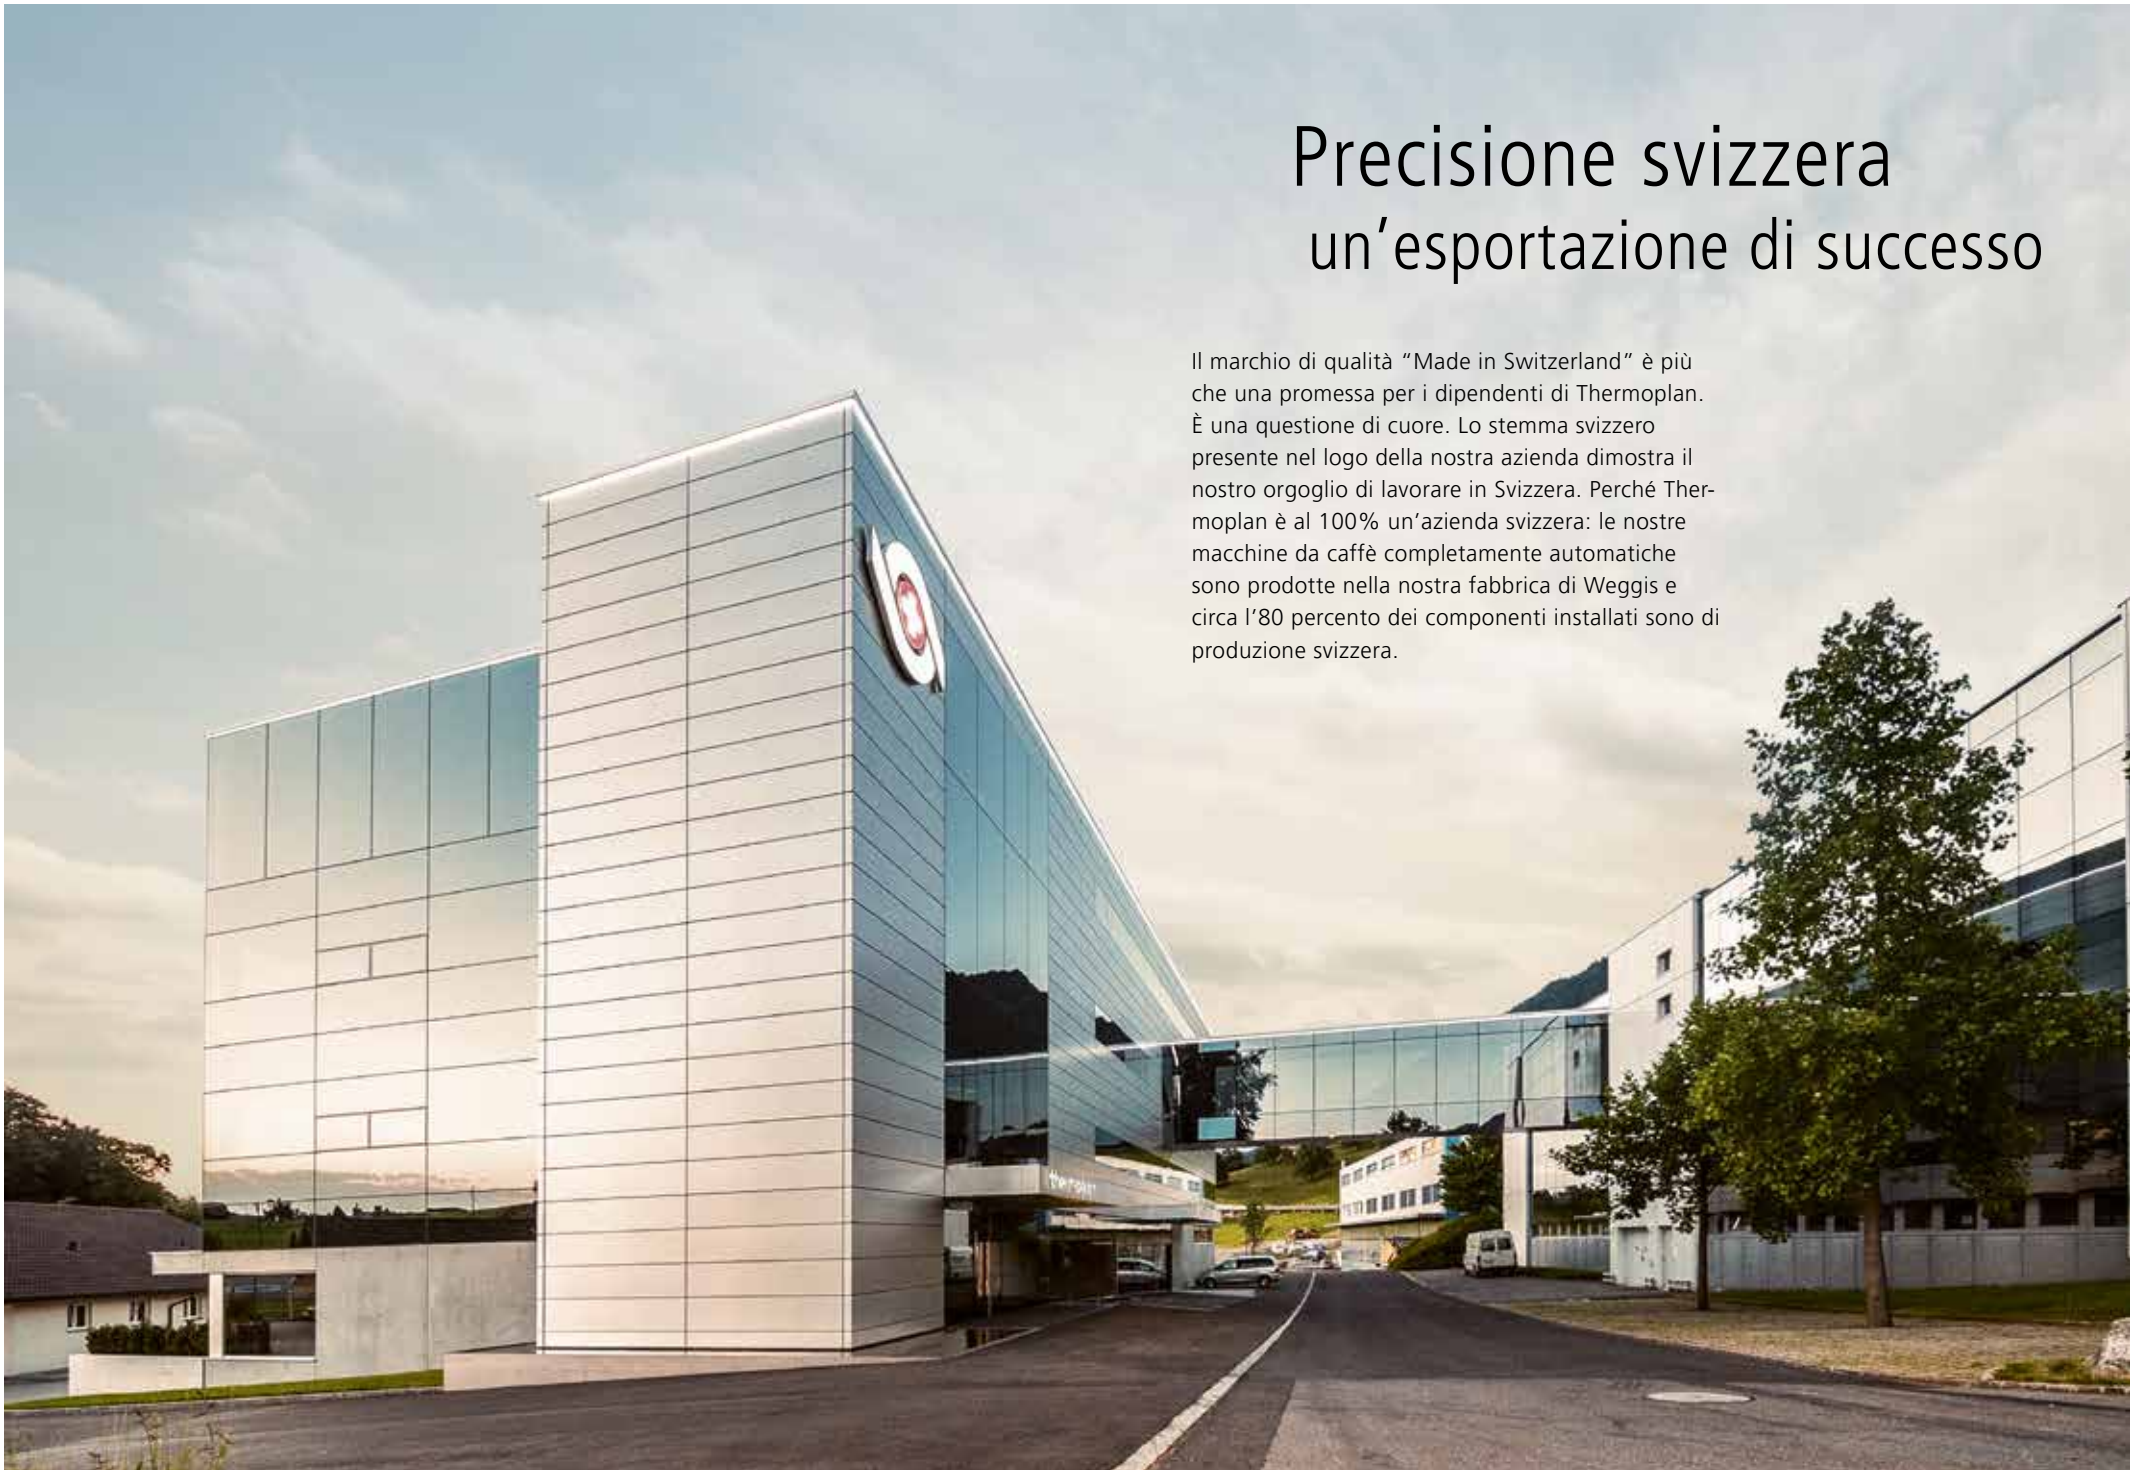 Precisione svizzera
un’esportazione di successo
Il marchio di qualità “Made in Switzerland” è più
che una promessa per i dipendenti di Thermoplan.
È una questione di cuore. Lo stemma svizzero
presente nel logo della nostra azienda dimostra il
nostro orgoglio di lavorare in Svizzera. Perché Ther-
moplan è al 100% un’azienda svizzera: le nostre
macchine da caffè completamente automatiche
sono prodotte nella nostra fabbrica di Weggis e
circa l’80 percento dei componenti installati sono di
produzione svizzera.
thermoplan